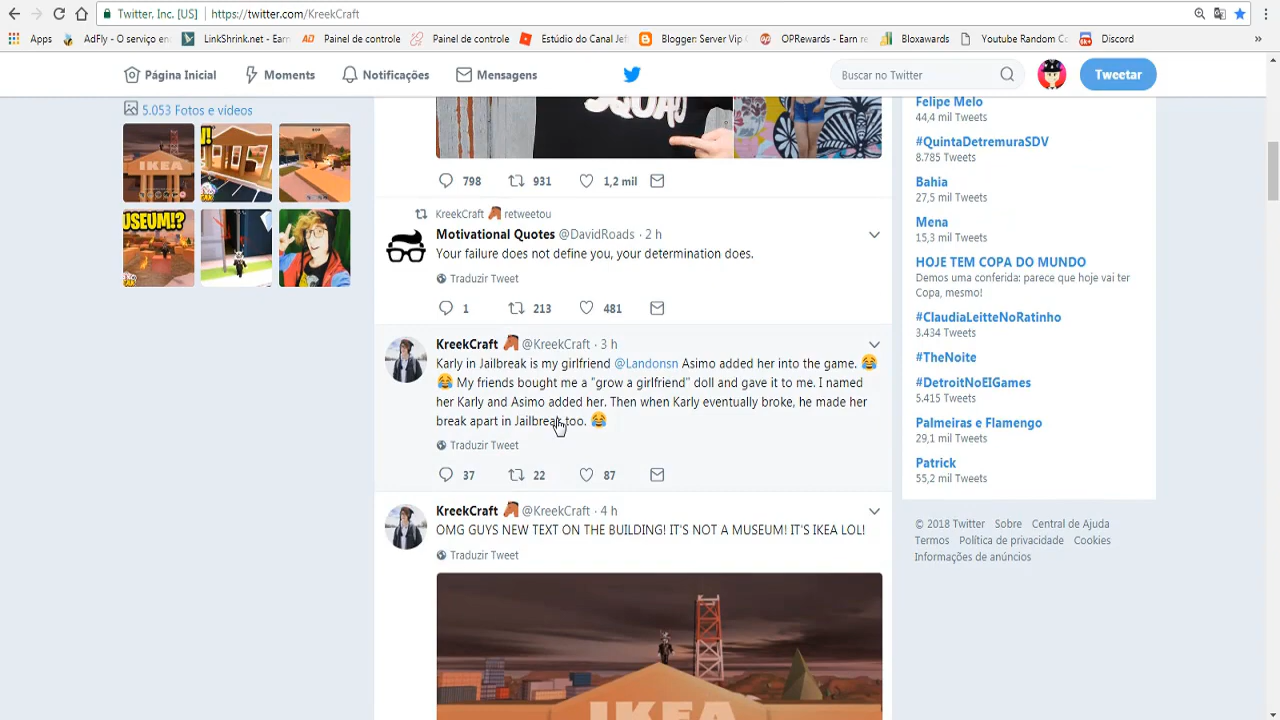 Twitter, Inc. [US] https://twitter.com/KreekCraft
Apps AdFly - O serviço en LinkShrink.net - Earn Painel de controle Painel de controle Estúdio do Canal Jef Blogger: Server Vip G OPRewards - Earn re Bloxawards Youtube Random Co Discord »
Página Inicial Moments Notificações Mensagens Buscar no Twitter Tweetar
5.053 Fotos e vídeos
IKEA
MUSEUM!?
SQUAD
798 931 1,2 mil
KreekCraft retweetou
Motivational Quotes @DavidRoads · 2 h
Your failure does not define you, your determination does.
Traduzir Tweet
1 213 481
KreekCraft @KreekCraft · 3 h
Karly in Jailbreak is my girlfriend @Landonsn Asimo added her into the game. 😂
😂 My friends bought me a “grow a girlfriend” doll and gave it to me. I named
her Karly and Asimo added her. Then when Karly eventually broke, he made her
break apart in Jailbreak too. 😂
Traduzir Tweet
37 22 87
KreekCraft @KreekCraft · 4 h
OMG GUYS NEW TEXT ON THE BUILDING! IT'S NOT A MUSEUM! IT'S IKEA LOL!
Traduzir Tweet
IKEA
Felipe Melo
44,4 mil Tweets
#QuintaDetremuraSDV
8.785 Tweets
Bahia
27,5 mil Tweets
Mena
15,3 mil Tweets
HOJE TEM COPA DO MUNDO
Demos uma conferida: parece que hoje vai ter
Copa, mesmo!
#ClaudiaLeitteNoRatinho
3.434 Tweets
#TheNoite
#DetroitNoEIGames
5.415 Tweets
Palmeiras e Flamengo
29,1 mil Tweets
Patrick
55,2 mil Tweets
© 2018 Twitter Sobre Central de Ajuda
Termos Política de privacidade Cookies
Informações de anúncios